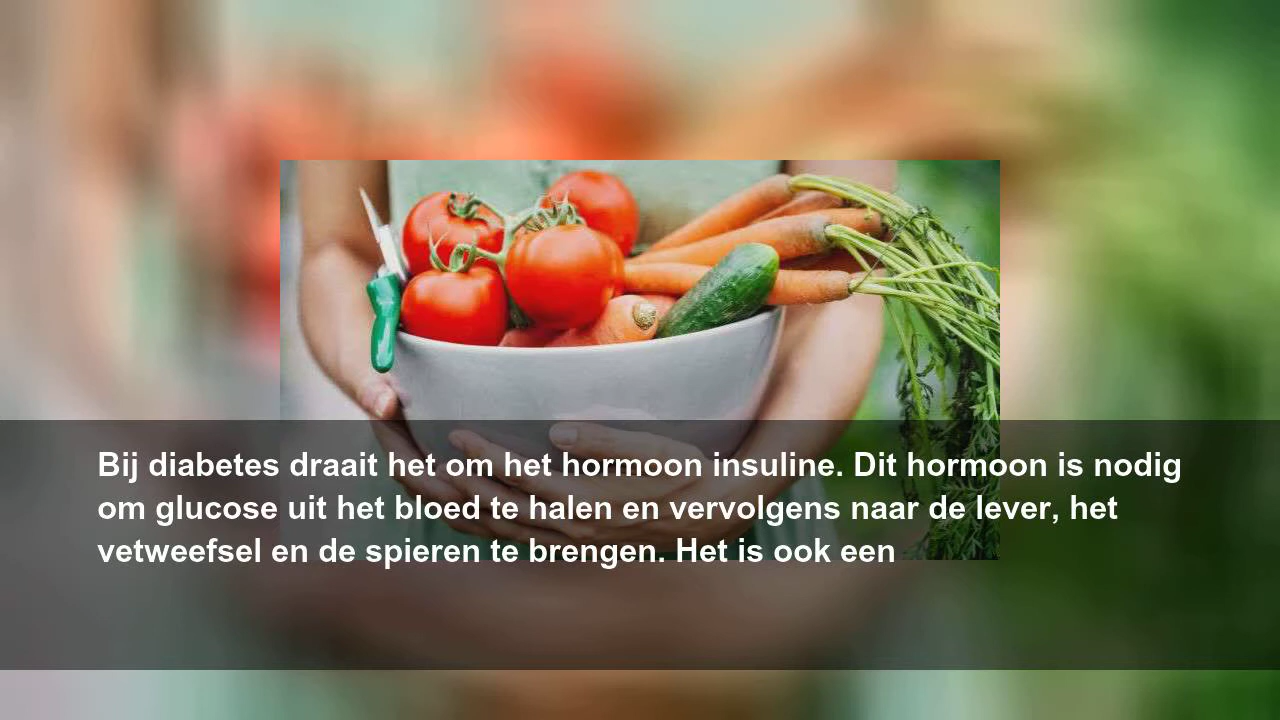 Bij diabetes draait het om het hormoon insuline. Dit hormoon is nodig
om glucose uit het bloed te halen en vervolgens naar de lever, het
vetweefsel en de spieren te brengen. Het is ook een